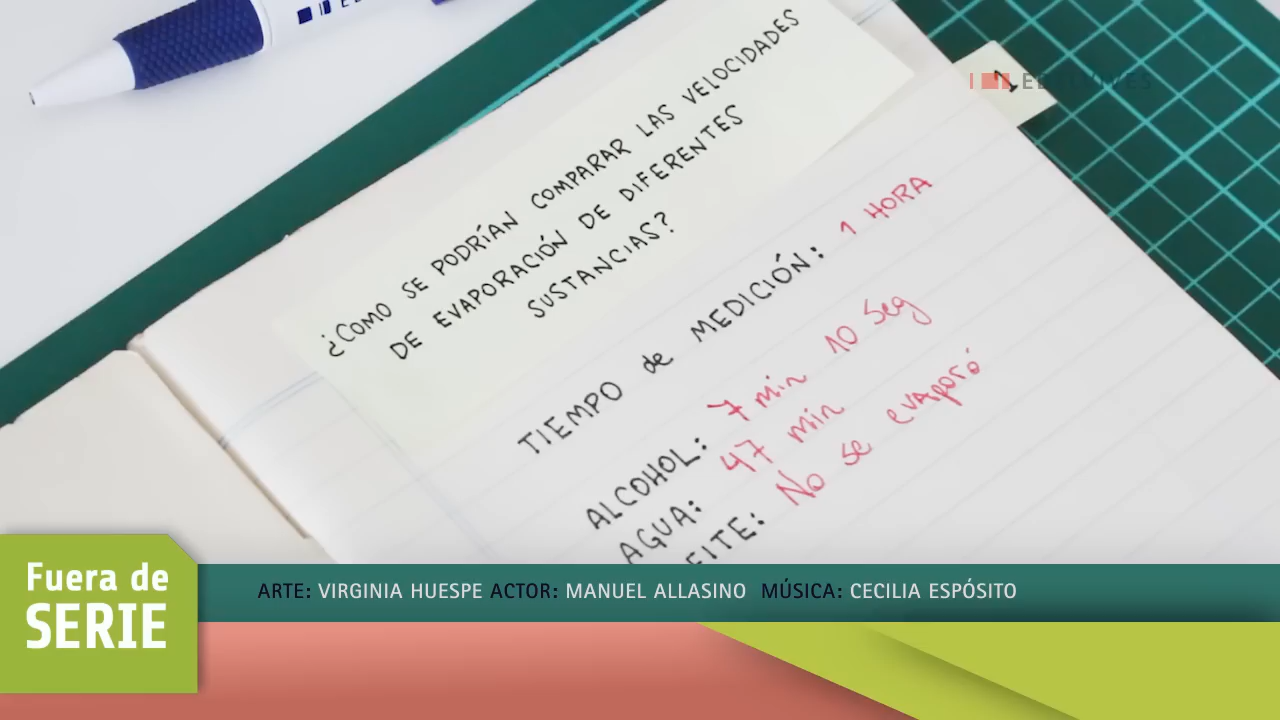 ¿COMO SE PODRÍAN COMPARAR LAS VELOCIDADES
DE EVAPORACIÓN DE DIFERENTES
SUSTANCIAS?
1
TIEMPO de MEDICIÓN: 1 HORA
ALCOHOL: 7 min 10 Seg
AGUA: 47 min
EITE: No se evaporó
Fuera de
SERIE
ARTE: VIRGINIA HUESPE ACTOR: MANUEL ALLASINO MÚSICA: CECILIA ESPÓSITO